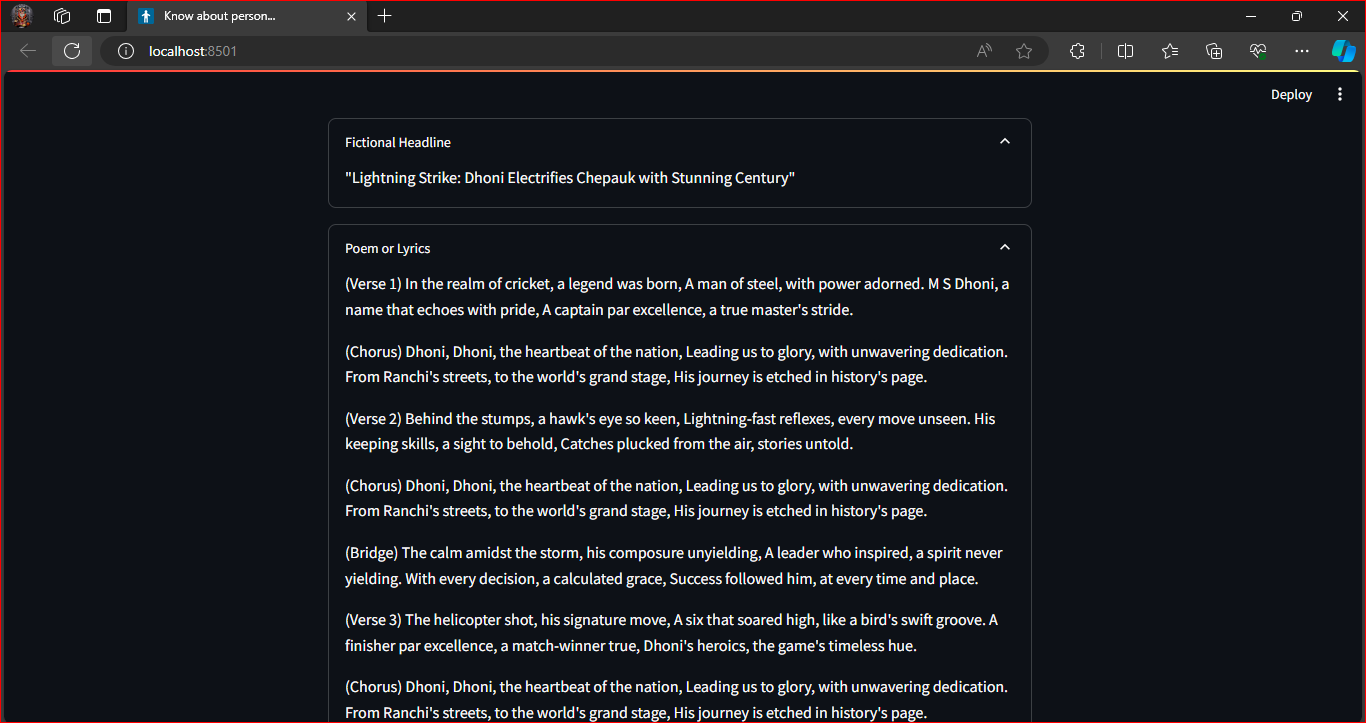 Know about person...
localhost:8501
Deploy
Fictional Headline
"Lightning Strike: Dhoni Electrifies Chepauk with Stunning Century"
Poem or Lyrics
(Verse 1) In the realm of cricket, a legend was born, A man of steel, with power adorned. M S Dhoni, a
name that echoes with pride, A captain par excellence, a true master's stride.
(Chorus) Dhoni, Dhoni, the heartbeat of the nation, Leading us to glory, with unwavering dedication.
From Ranchi's streets, to the world's grand stage, His journey is etched in history's page.
(Verse 2) Behind the stumps, a hawk's eye so keen, Lightning-fast reflexes, every move unseen. His
keeping skills, a sight to behold, Catches plucked from the air, stories untold.
(Chorus) Dhoni, Dhoni, the heartbeat of the nation, Leading us to glory, with unwavering dedication.
From Ranchi's streets, to the world's grand stage, His journey is etched in history's page.
(Bridge) The calm amidst the storm, his composure unyielding, A leader who inspired, a spirit never
yielding. With every decision, a calculated grace, Success followed him, at every time and place.
(Verse 3) The helicopter shot, his signature move, A six that soared high, like a bird's swift groove. A
finisher par excellence, a match-winner true, Dhoni's heroics, the game's timeless hue.
(Chorus) Dhoni, Dhoni, the heartbeat of the nation, Leading us to glory, with unwavering dedication.
From Ranchi's streets, to the world's grand stage, His journey is etched in history's page.